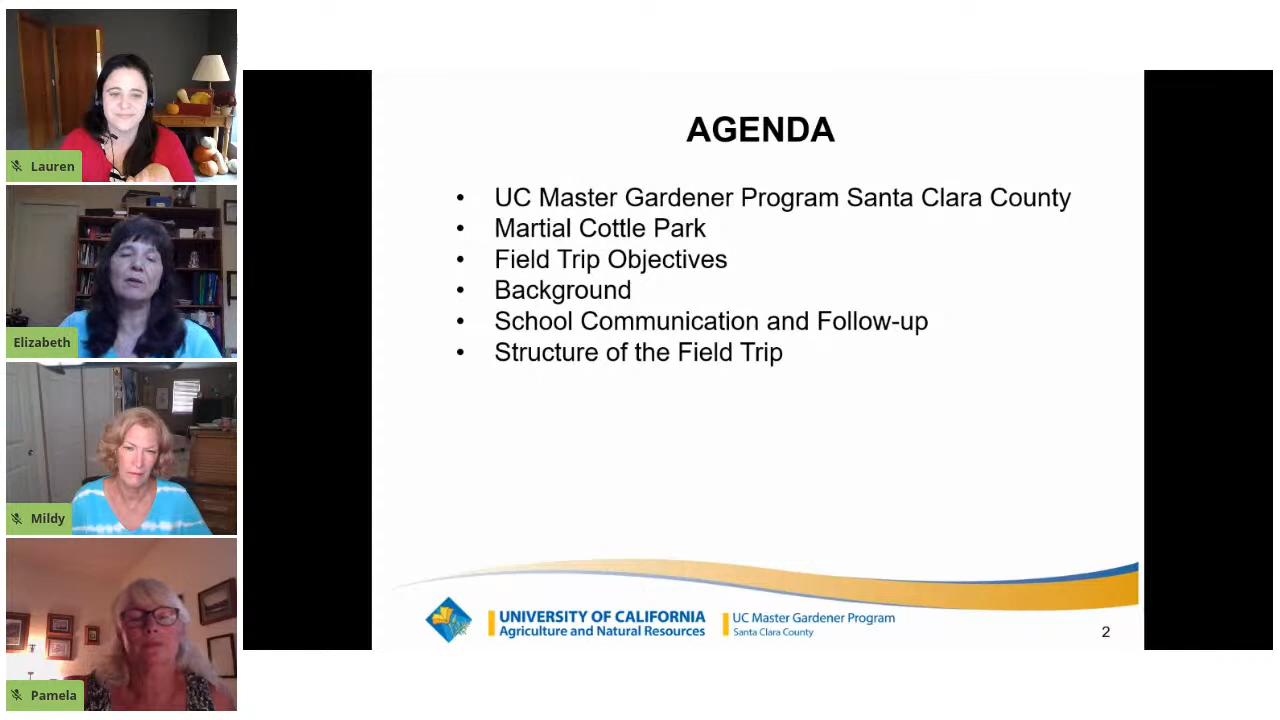 Lauren
Elizabeth
Mildy
Pamela
AGENDA
• UC Master Gardener Program Santa Clara County
• Martial Cottle Park
• Field Trip Objectives
• Background
• School Communication and Follow-up
• Structure of the Field Trip
UNIVERSITY OF CALIFORNIA
Agriculture and Natural Resources
UC Master Gardener Program
Santa Clara County
2